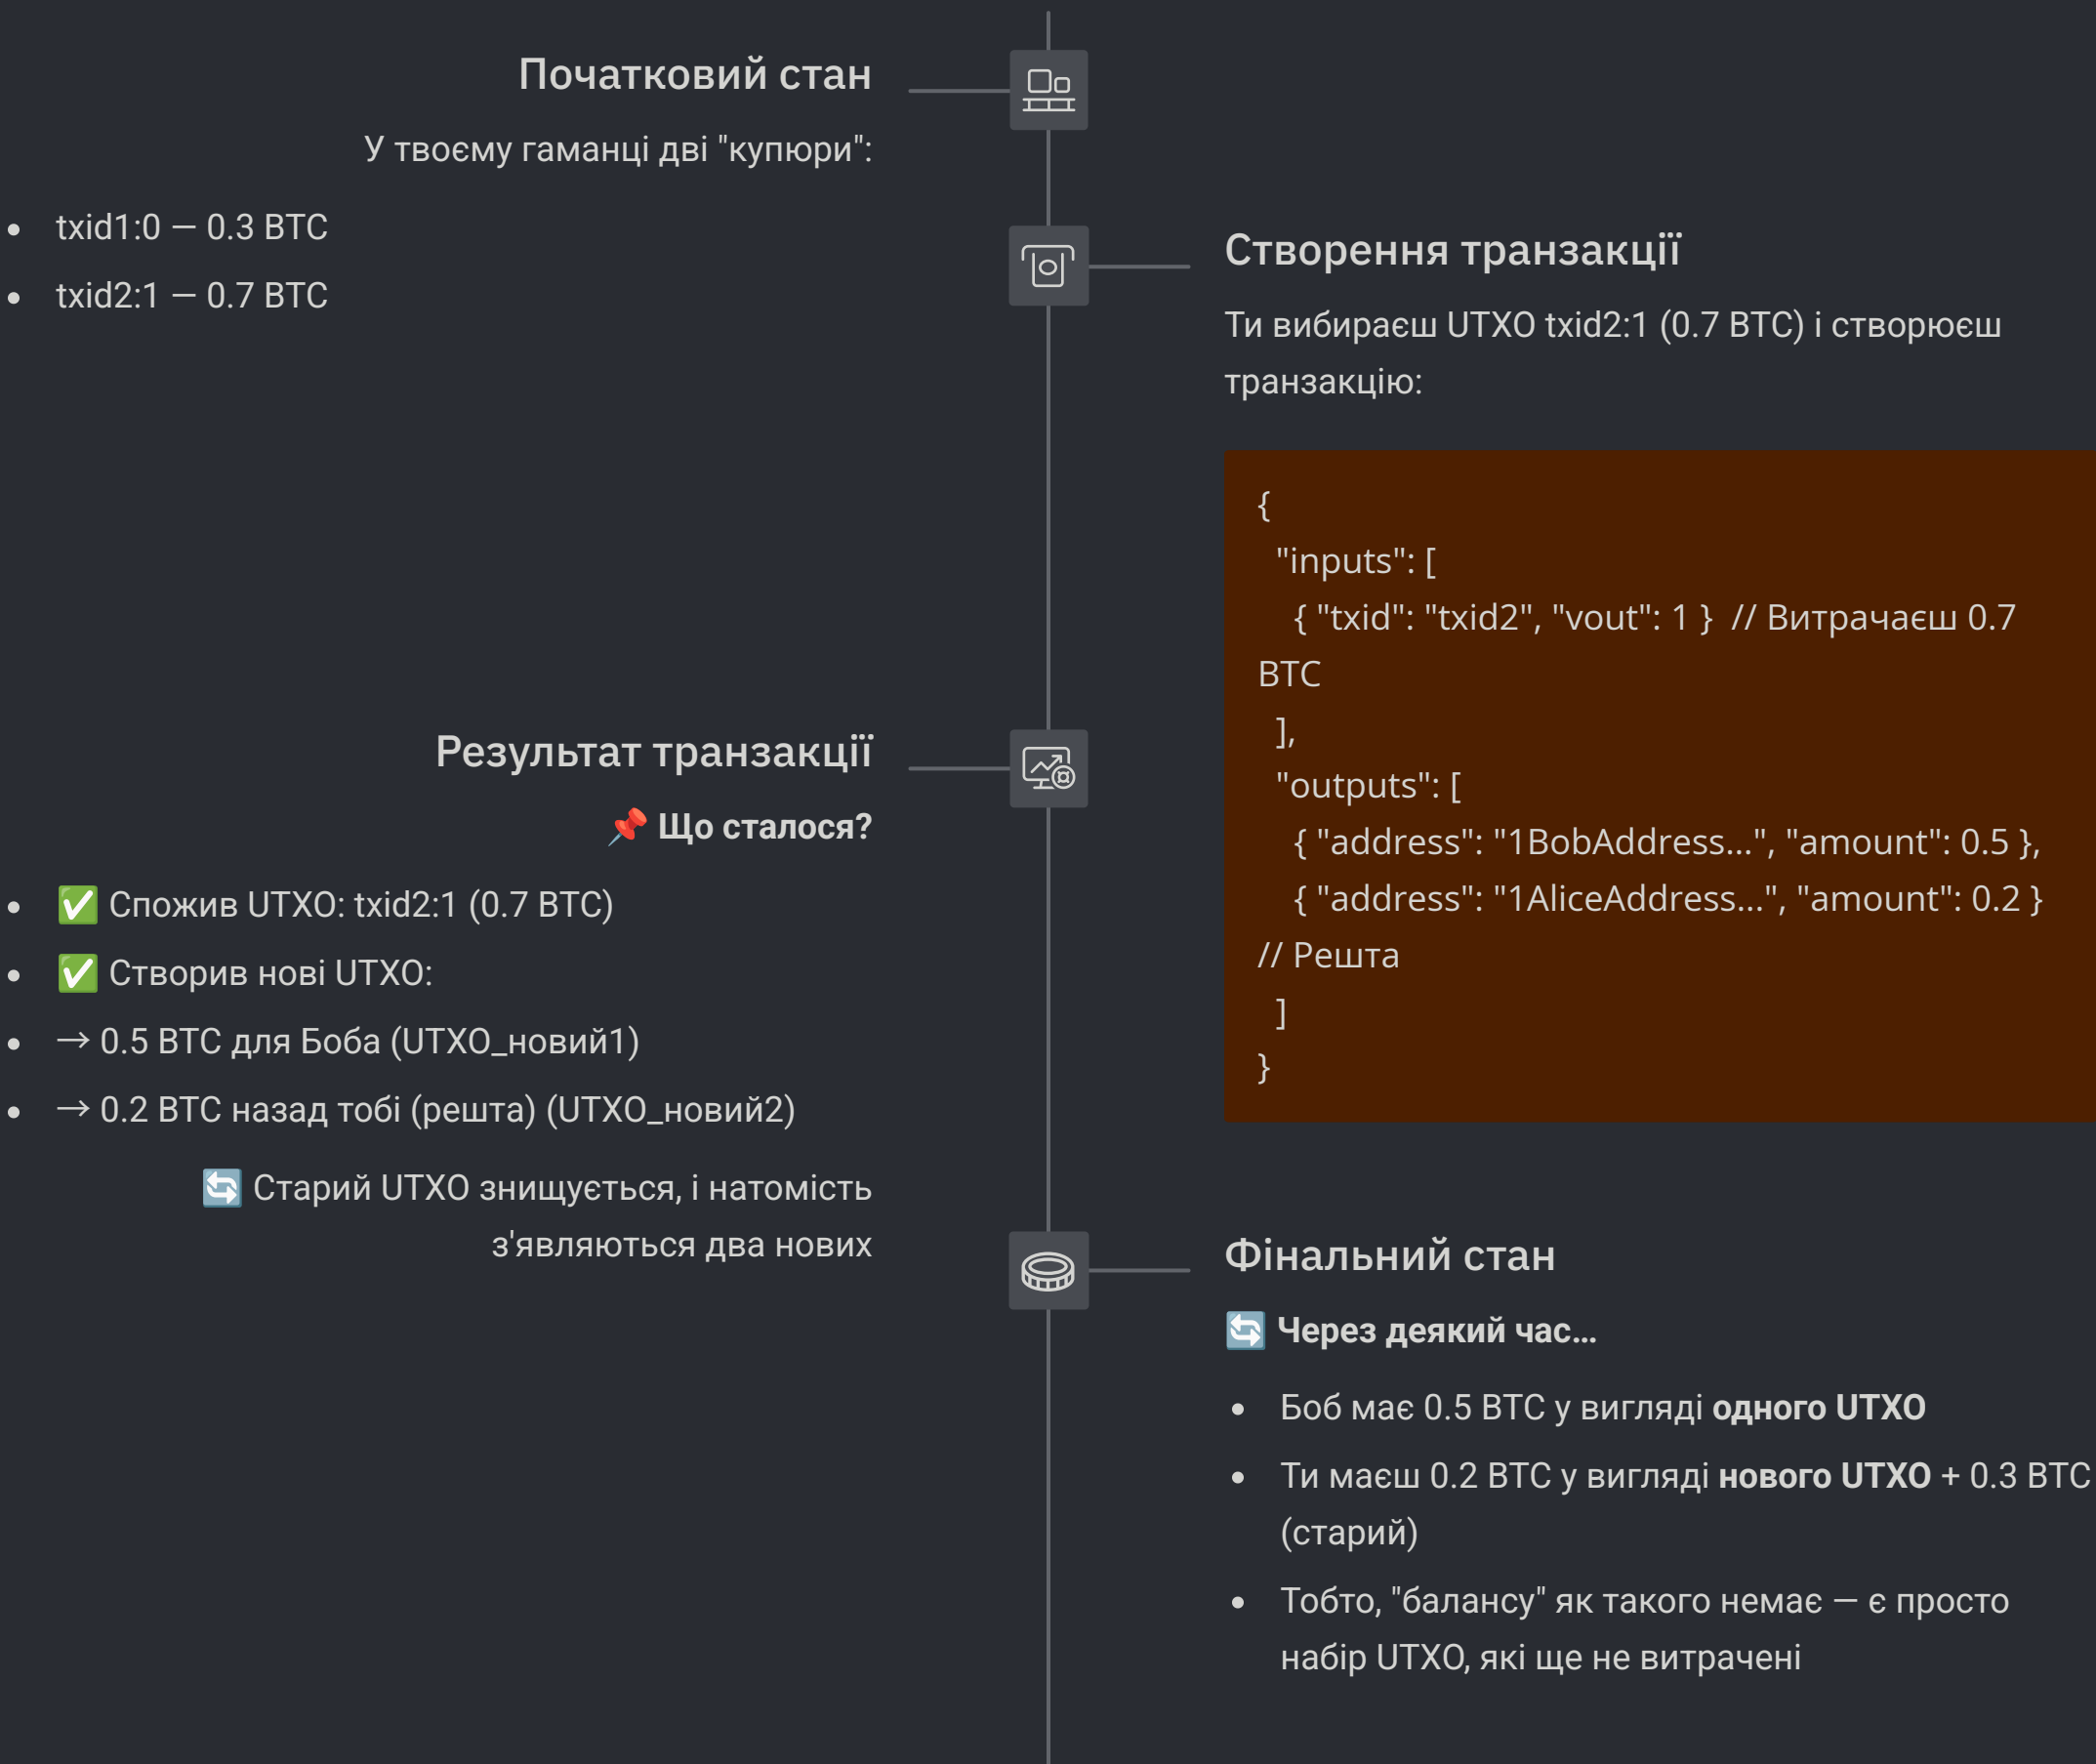 Початковий стан
У твоєму гаманці дві "купюри":
• txid1:0 — 0.3 BTC
• txid2:1 — 0.7 BTC
Створення транзакції
Ти вибираєш UTXO txid2:1 (0.7 BTC) і створюєш
транзакцію:
{
"inputs": [
{ "txid": "txid2", "vout": 1 }  // Витрачаєш 0.7
BTC
],
"outputs": [
{ "address": "1BobAddress...", "amount": 0.5 },
{ "address": "1AliceAddress...", "amount": 0.2 }
// Решта
]
}
Результат транзакції
📌 Що сталося?
• ✅ Спожив UTXO: txid2:1 (0.7 BTC)
• ✅ Створив нові UTXO:
• → 0.5 BTC для Боба (UTXO_новий1)
• → 0.2 BTC назад тобі (решта) (UTXO_новий2)
🔄 Старий UTXO знищується, і натомість
з'являються два нових
Фінальний стан
🔄 Через деякий час...
• Боб має 0.5 BTC у вигляді одного UTXO
• Ти маєш 0.2 BTC у вигляді нового UTXO + 0.3 BTC
(старий)
• Тобто, "балансу" як такого немає — є просто
набір UTXO, які ще не витрачені